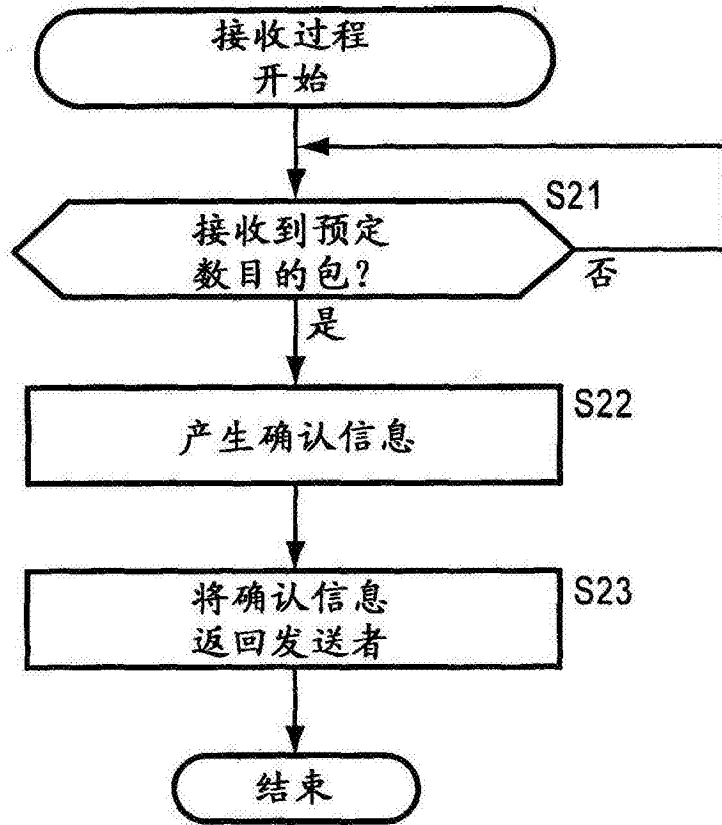 接收过程
开始
S21
接收到预定
数目的包?
否
是
S22
产生确认信息
S23
将确认信息
返回发送者
结束